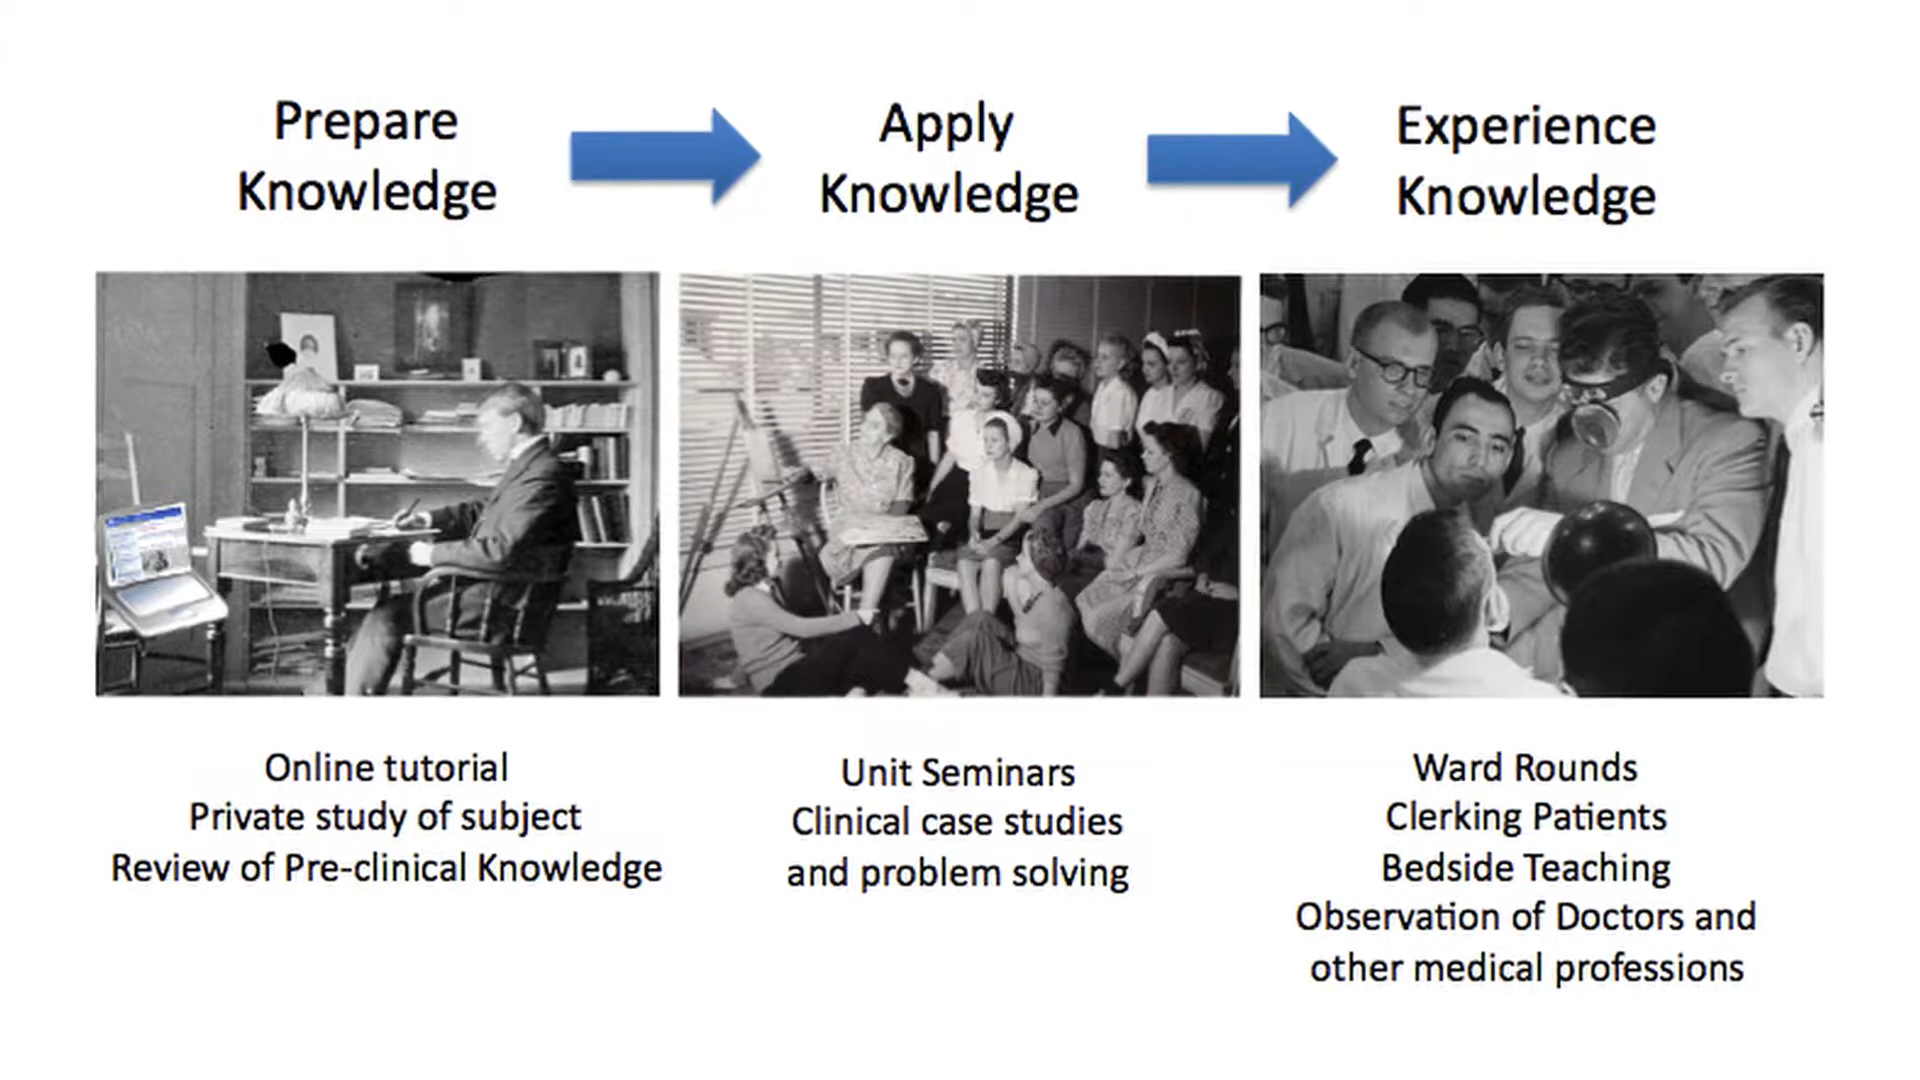 Prepare
Knowledge
Apply
Knowledge
Experience
Knowledge
Online tutorial
Private study of subject
Review of Pre-clinical Knowledge
Unit Seminars
Clinical case studies
and problem solving
Ward Rounds
Clerking Patients
Bedside Teaching
Observation of Doctors and
other medical professions